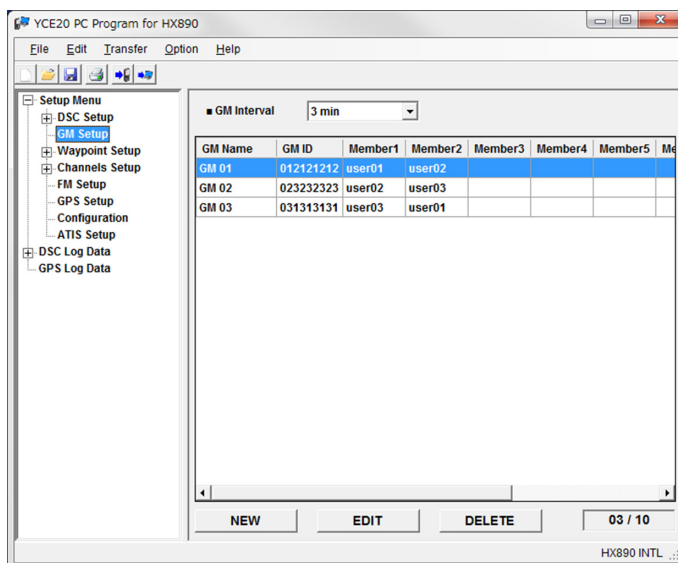 YCE20 PC Program for HX890
File Edit Transfer Option Help
Setup Menu
DSC Setup
GM Setup
Waypoint Setup
Channels Setup
FM Setup
GPS Setup
Configuration
ATIS Setup
DSC Log Data
GPS Log Data
■ GM Interval 3 min
GM Name GM ID Member1 Member2 Member3 Member4 Member5 Me
GM 01 012121212 user01 user02
GM 02 023232323 user02 user03
GM 03 031313131 user03 user01
NEW EDIT DELETE 03 / 10
HX890 INTL